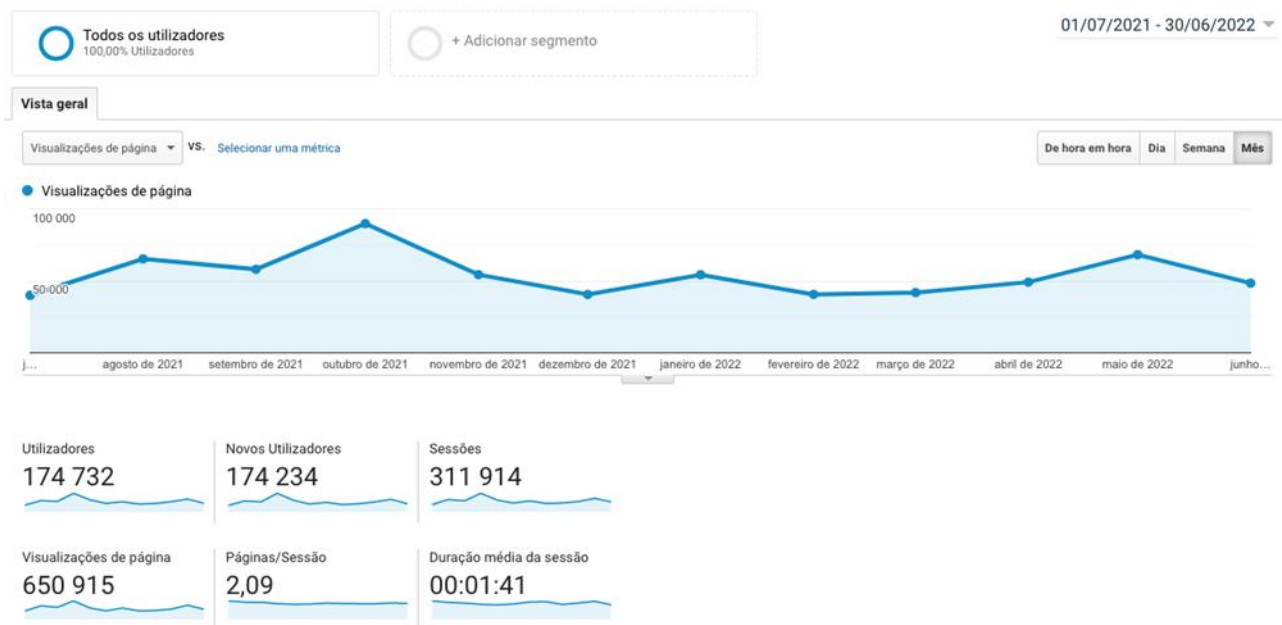 Todos os utilizadores
100,00% Utilizadores
+ Adicionar segmento
01/07/2021 - 30/06/2022
Vista geral
Visualizações de página VS. Selecionar uma métrica
De hora em hora Dia Semana Mês
Visualizações de página
100 000
50 000
j... agosto de 2021 setembro de 2021 outubro de 2021 novembro de 2021 dezembro de 2021 janeiro de 2022 fevereiro de 2022 março de 2022 abril de 2022 maio de 2022 junho...
Utilizadores Novos Utilizadores Sessões
174 732 174 234 311 914
Visualizações de página Páginas/Sessão Duração média da sessão
650 915 2,09 00:01:41